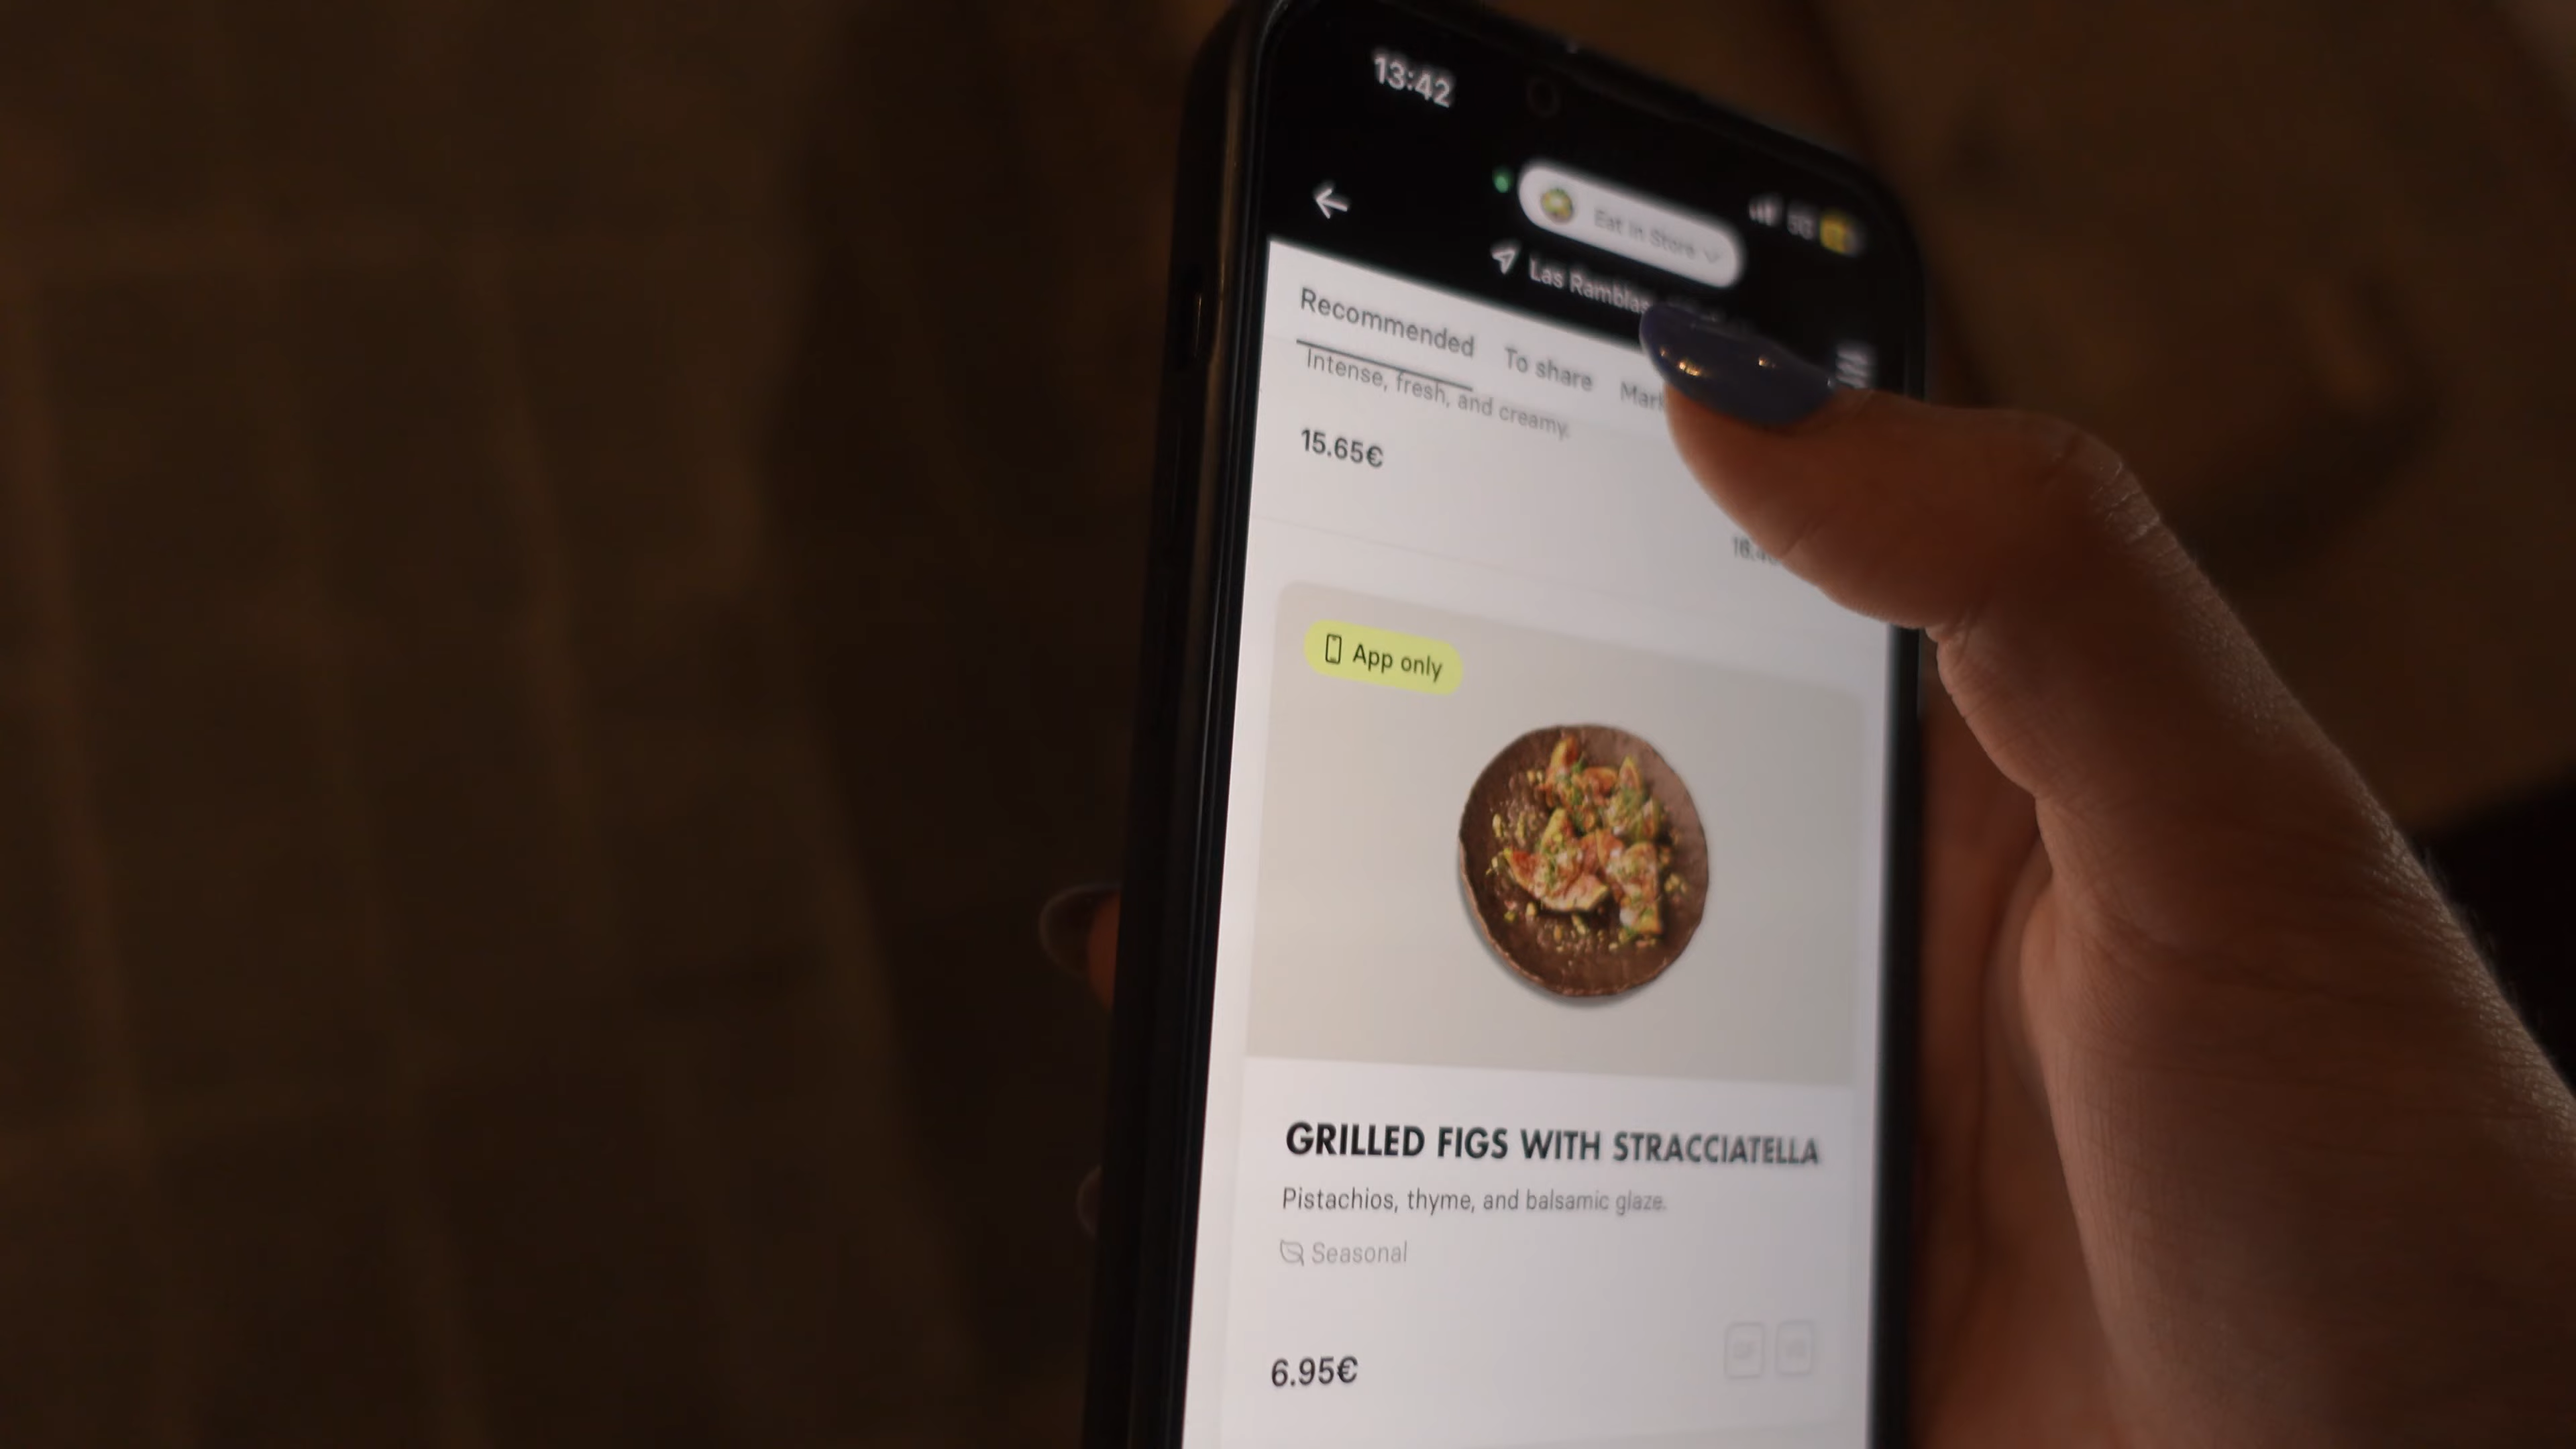 13:42
5G
Eat in Store
Las Ramblas
Recommended
To share
Intense, fresh, and creamy.
15.65€
App only
GRILLED FIGS WITH STRACCIATELLA
Pistachios, thyme, and balsamic glaze.
Seasonal
6.95€